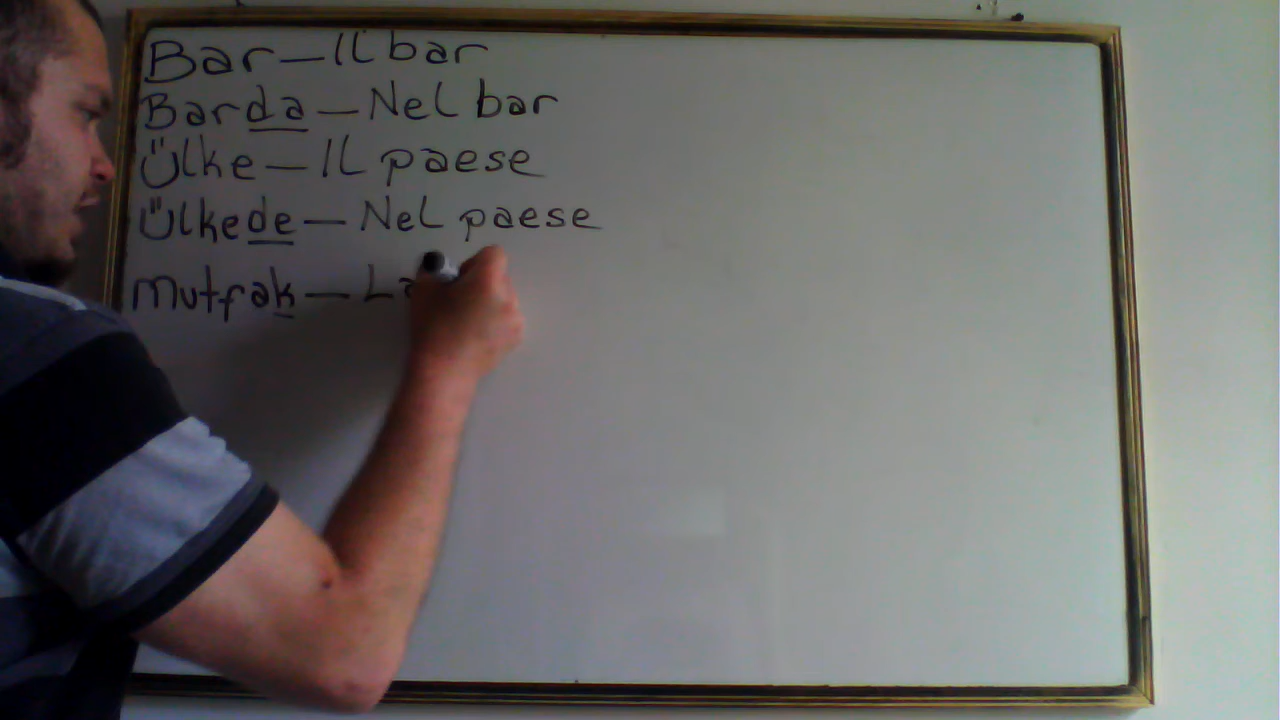 Bar – Il bar
Barda – Nel bar
Ülke – Il paese
Ülkede – Nel paese
Mutfak – La